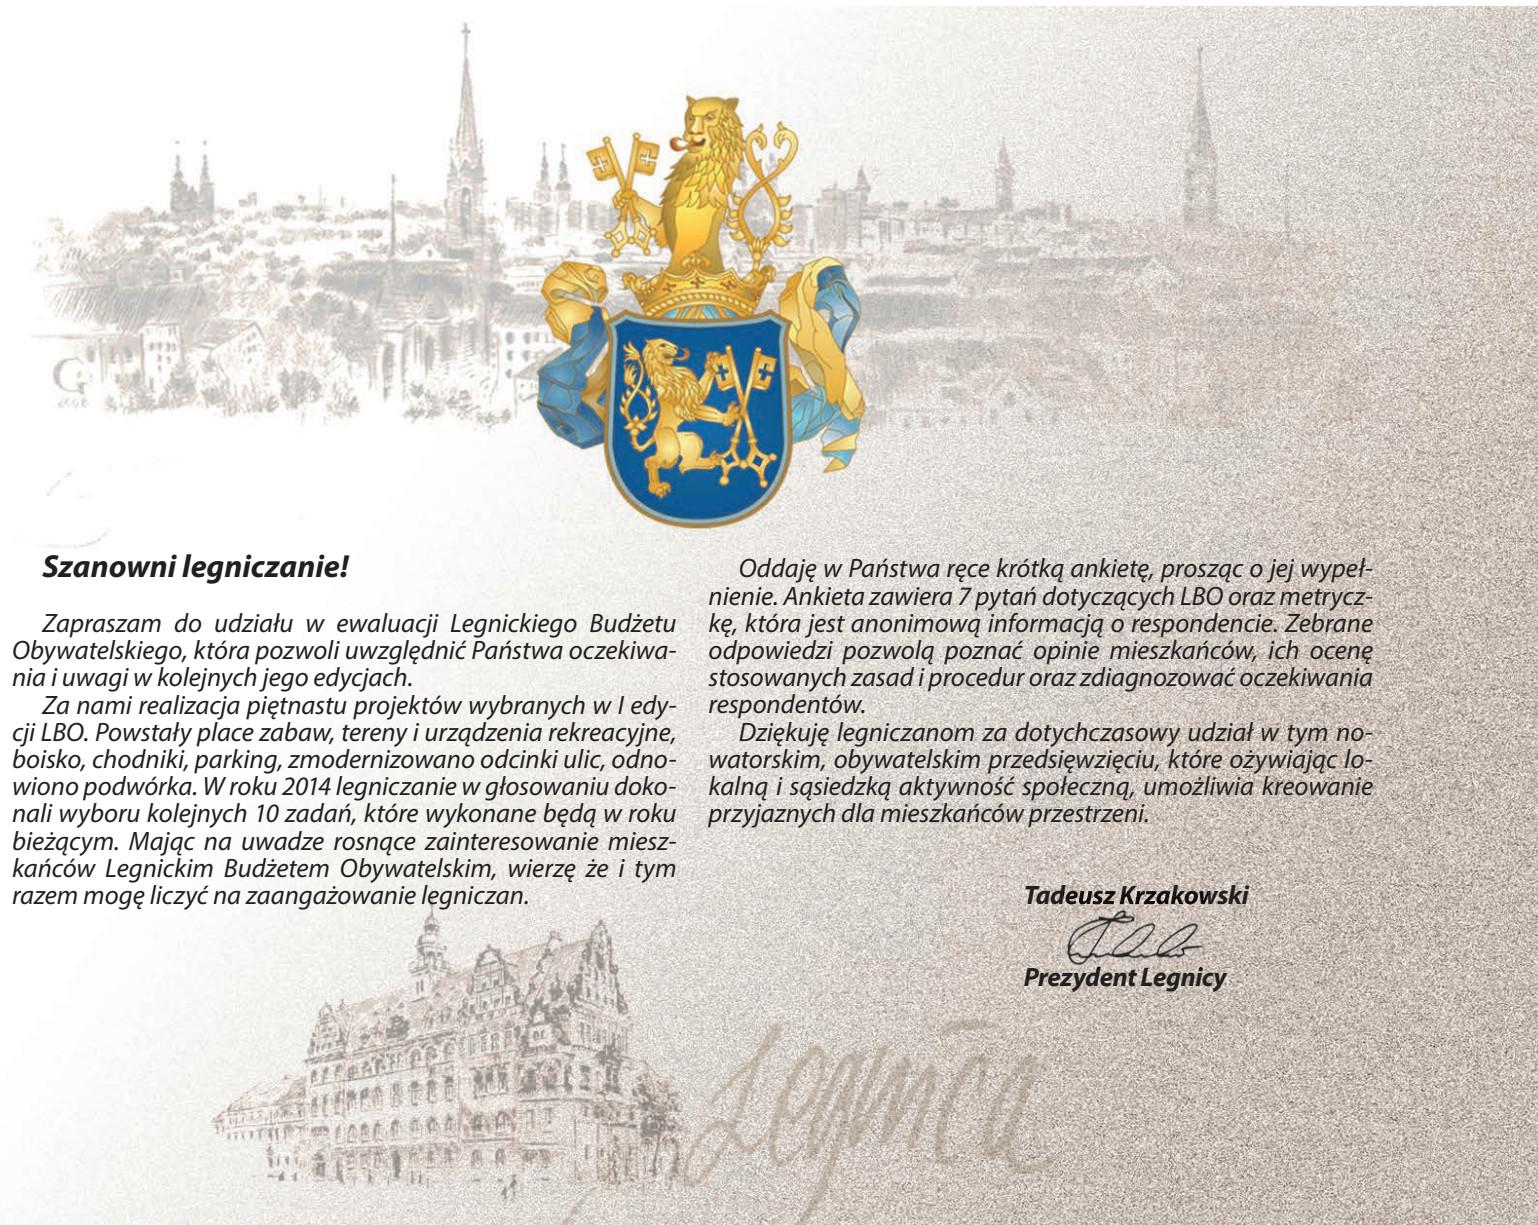 Szanowni legniczanie!
Zapraszam do udziału w ewaluacji Legnickiego Budżetu
Obywatelskiego, która pozwoli uwzględnić Państwa oczekiwa-
nia i uwagi w kolejnych jego edycjach.
Za nami realizacja piętnastu projektów wybranych w I edy-
cji LBO. Powstały place zabaw, tereny i urządzenia rekreacyjne,
boisko, chodniki, parking, zmodernizowano odcinki ulic, odno-
wiono podwórka. W roku 2014 legniczanie w głosowaniu doko-
nali wyboru kolejnych 10 zadań, które wykonane będą w roku
bieżącym. Mając na uwadze rosnące zainteresowanie miesz-
kańców Legnickim Budżetem Obywatelskim, wierzę że i tym
razem mogę liczyć na zaangażowanie legniczan.
Oddaję w Państwa ręce krótką ankietę, prosząc o jej wypeł-
nienie. Ankieta zawiera 7 pytań dotyczących LBO oraz metrycz-
kę, która jest anonimową informacją o respondencie. Zebrane
odpowiedzi pozwolą poznać opinie mieszkańców, ich ocenę
stosowanych zasad i procedur oraz zdiagnozować oczekiwania
respondentów.
Dziękuję legniczanom za dotychczasowy udział w tym no-
watorskim, obywatelskim przedsięwzięciu, które ożywiając lo-
kalną i sąsiedzką aktywność społeczną, umożliwia kreowanie
przyjaznych dla mieszkańców przestrzeni.
Tadeusz Krzakowski
Prezydent Legnicy
Legnica